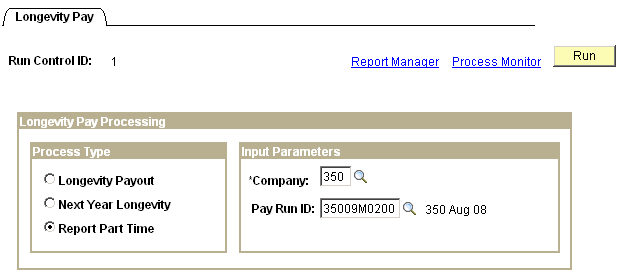 Longevity Pay
Run Control ID: 1 Report Manager Process Monitor Run
Longevity Pay Processing
Process Type Input Parameters
Longevity Payout *Company: 350
Next Year Longevity Pay Run ID: 35009M0200 350 Aug 08
Report Part Time